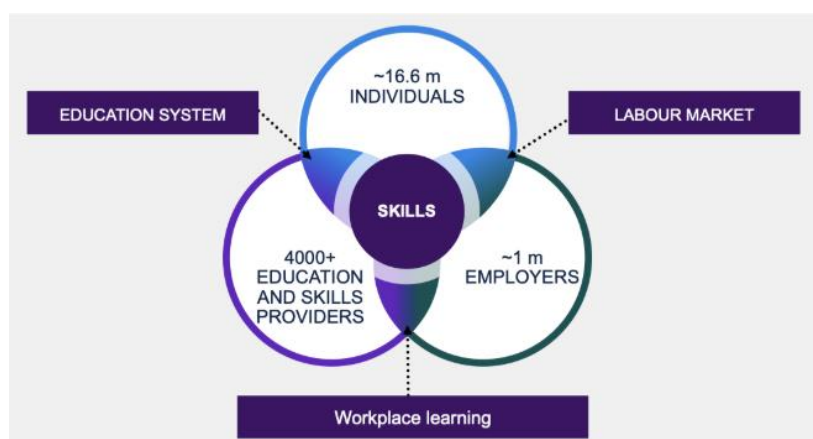 ~16.6 m
INDIVIDUALS
EDUCATION SYSTEM
LABOUR MARKET
SKILLS
4000+
EDUCATION
AND SKILLS
PROVIDERS
~1 m
EMPLOYERS
Workplace learning